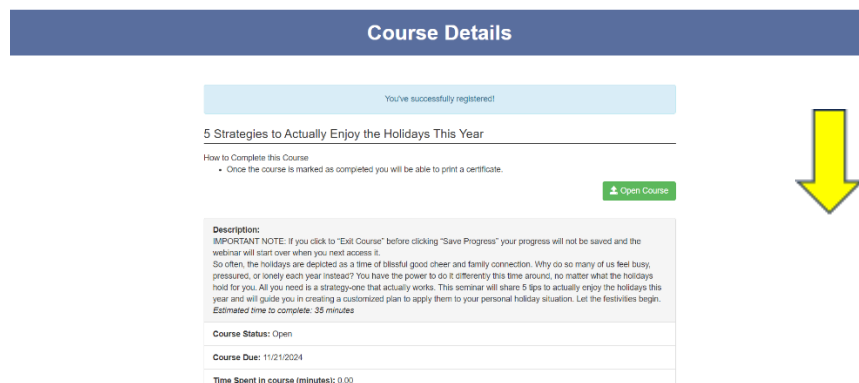 Course Details
You've successfully registered!
5 Strategies to Actually Enjoy the Holidays This Year
How to Complete this Course
• Once the course is marked as completed you will be able to print a certificate.
Open Course
Description:
IMPORTANT NOTE: If you click to "Exit Course" before clicking "Save Progress" your progress will not be saved and the
webinar will start over when you next access it.
So often, the holidays are depicted as a time of blissful good cheer and family connection. Why do so many of us feel busy,
pressured, or lonely each year instead? You have the power to do it differently this time around, no matter what the holidays
hold for you. All you need is a strategy-one that actually works. This seminar will share 5 tips to actually enjoy the holidays this
year and will guide you in creating a customized plan to apply them to your personal holiday situation. Let the festivities begin.
Estimated time to complete: 35 minutes
Course Status: Open
Course Due: 11/21/2024
Time Spent in course (minutes): 0.00